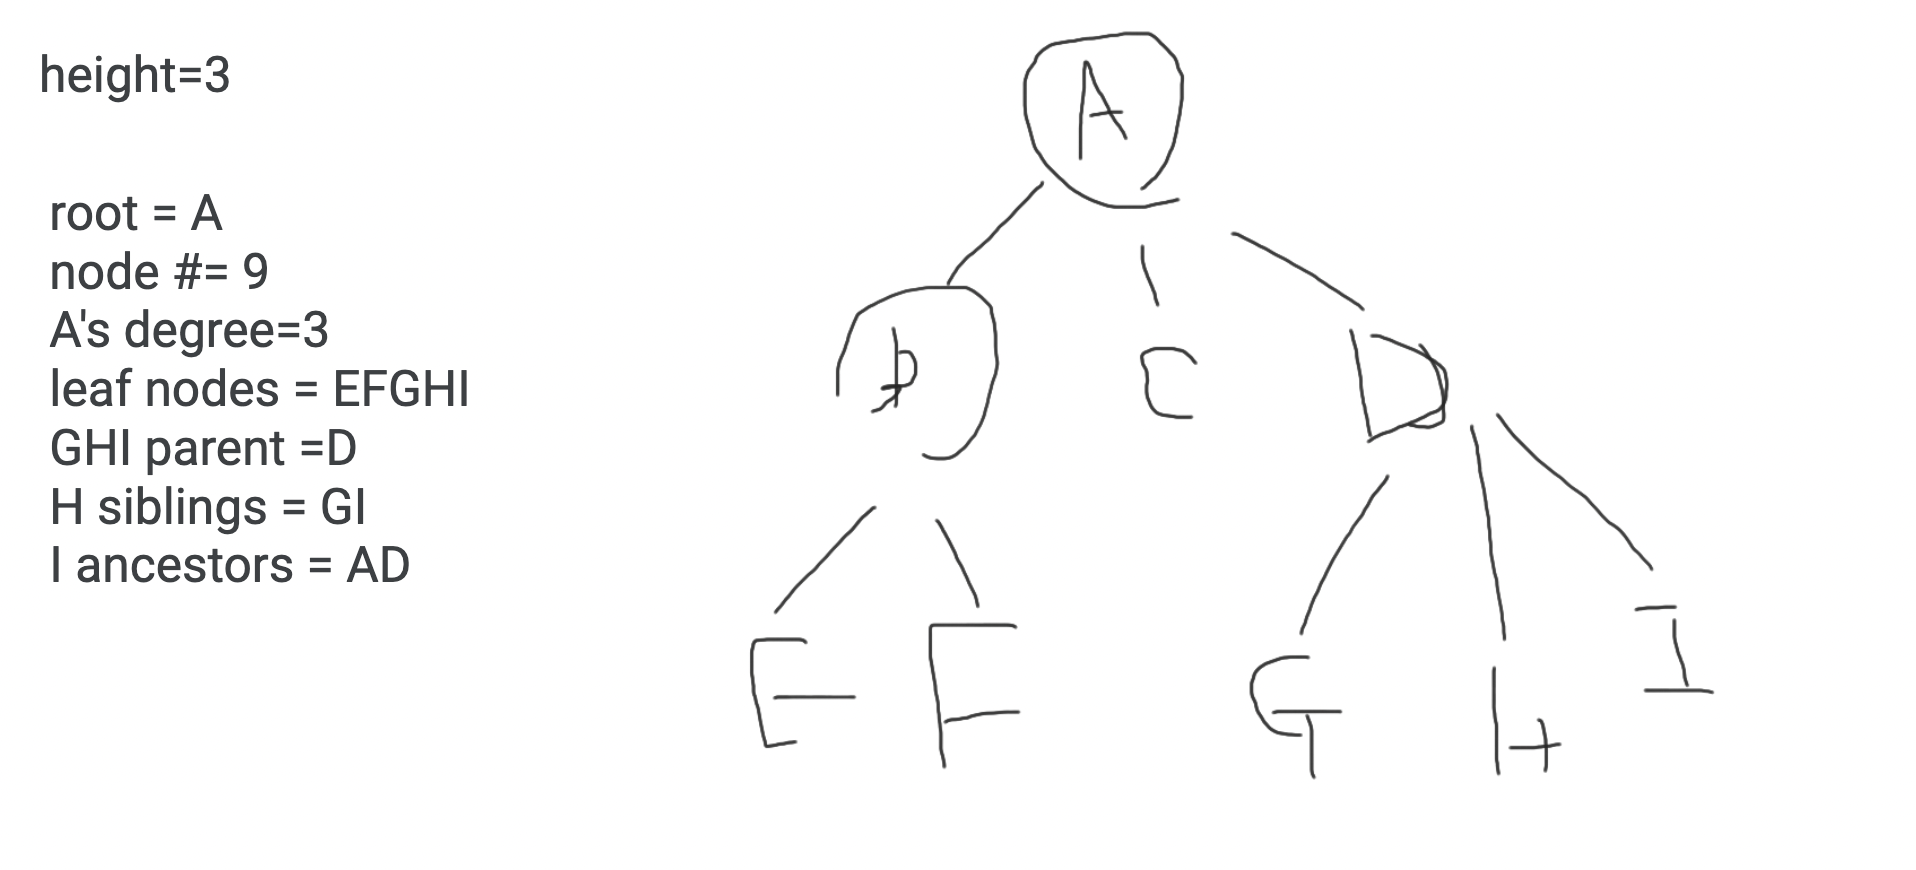 height=3
root = A
node #= 9
A's degree=3
leaf nodes = EFGHI
GHI parent =D
H siblings = GI
I ancestors = AD
A
C D
E F G H I